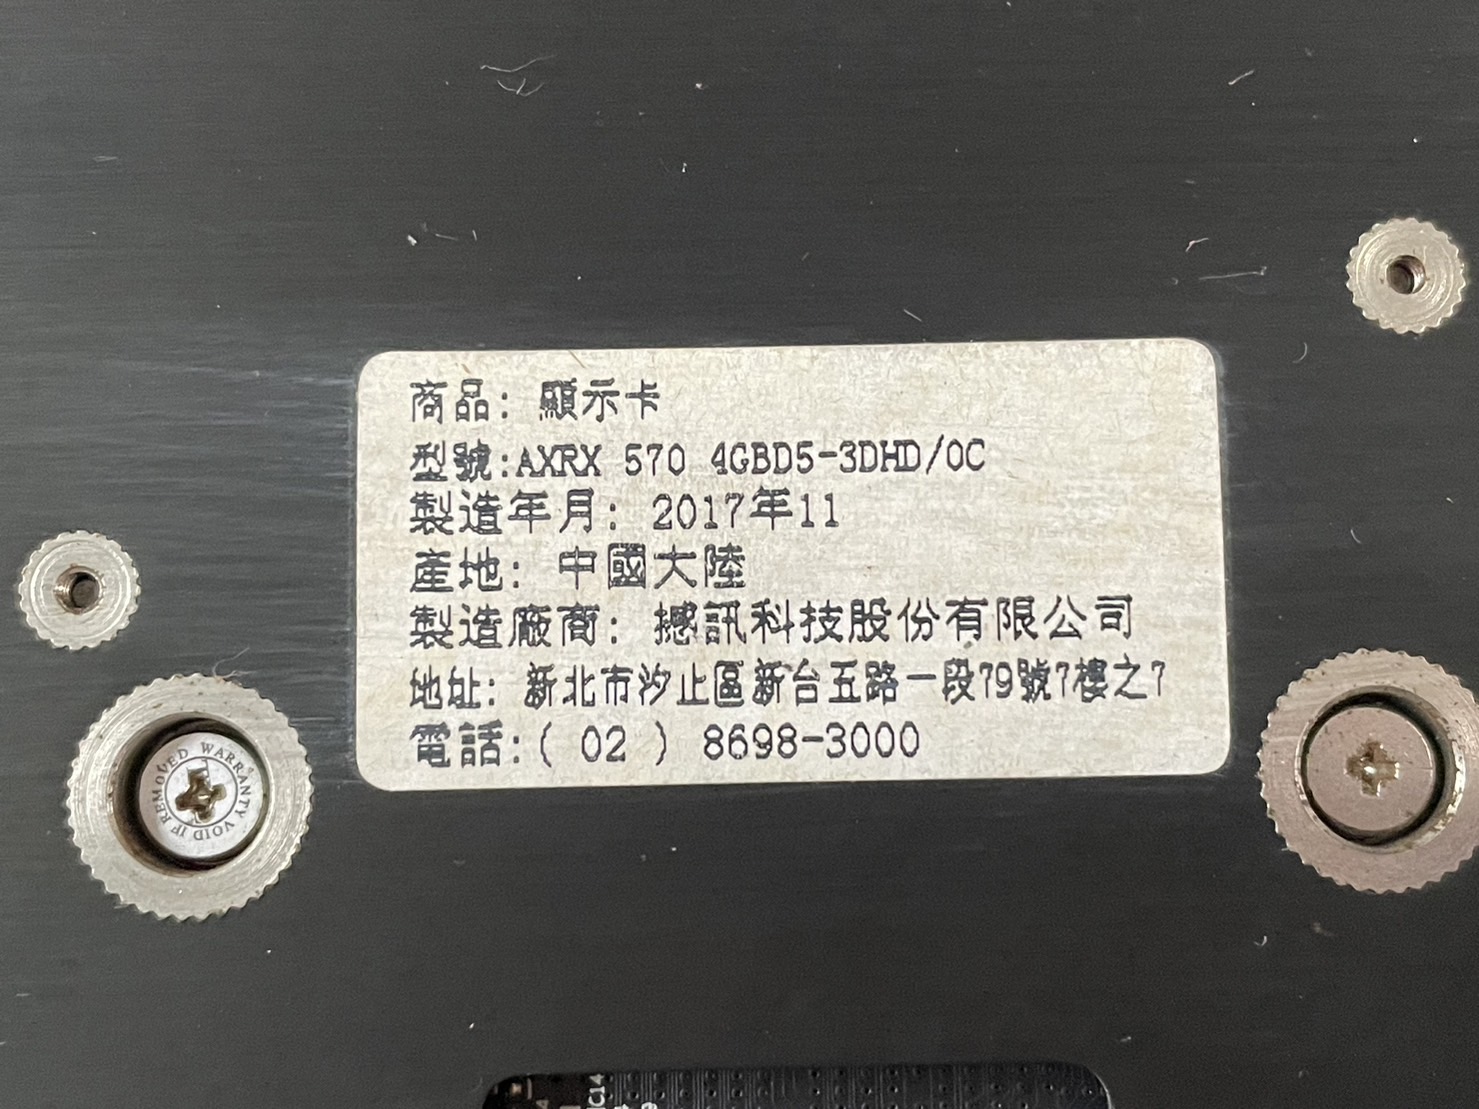 商品: 顯示卡
型號:AXRX 570 4GBD5-3DHD/OC
製造年月: 2017年11
產地: 中國大陸
製造廠商: 撼訊科技股份有限公司
地址: 新北市汐止區新台五路一段79號7樓之7
電話:( 02 ) 8698-3000
WARRANTY VOID IF REMOVED